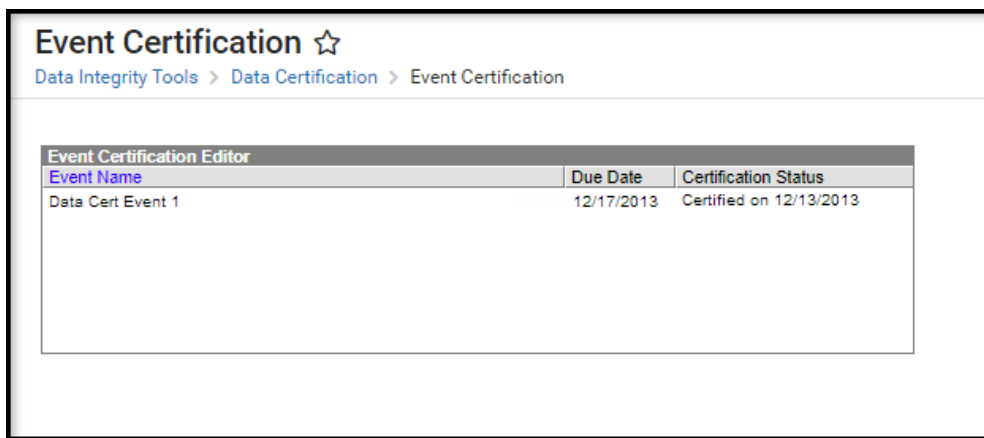 Event Certification
Data Integrity Tools > Data Certification > Event Certification
Event Certification Editor
Event Name Due Date Certification Status
Data Cert Event 1 12/17/2013 Certified on 12/13/2013